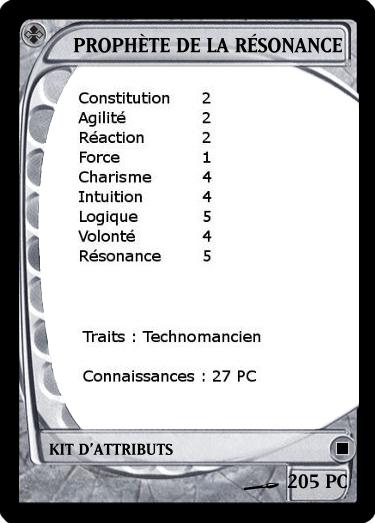 PROPHÈTE DE LA RÉSONANCE
Constitution 2
Agilité 2
Réaction 2
Force 1
Charisme 4
Intuition 4
Logique 5
Volonté 4
Résonance 5
Traits : Technomancien
Connaissances : 27 PC
KIT D'ATTRIBUTS
205 PC